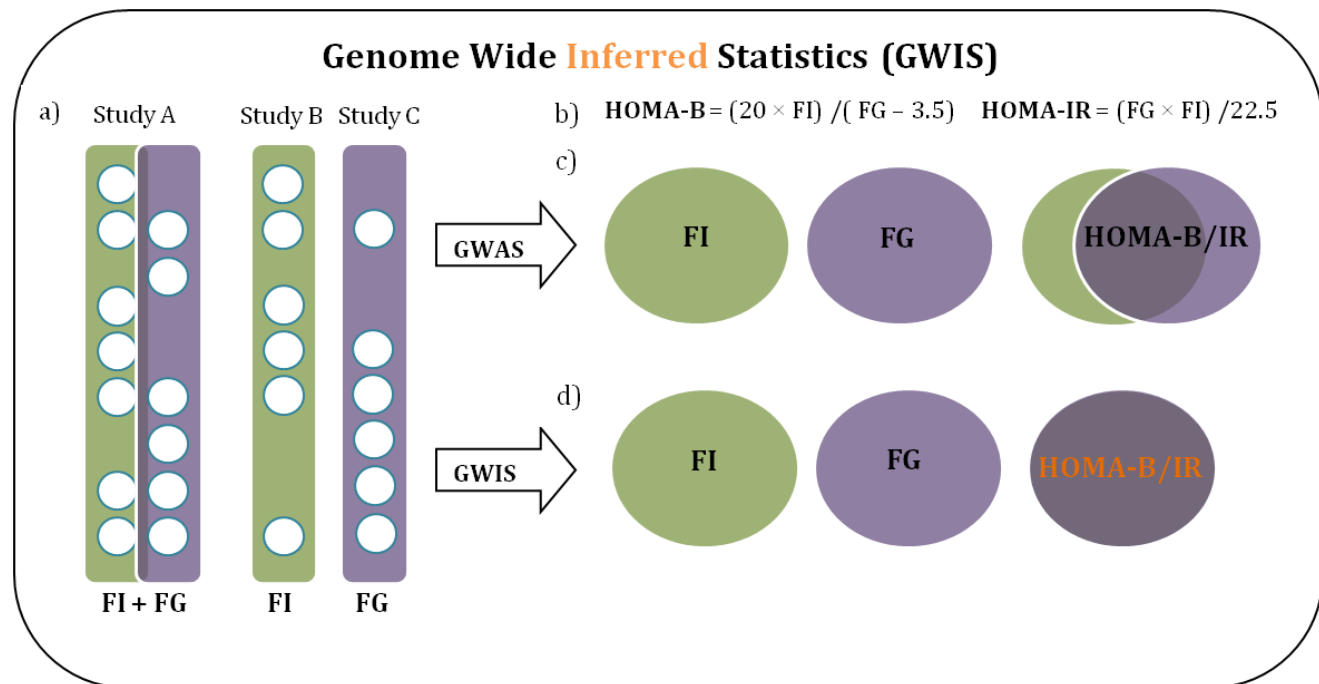 Genome Wide Inferred Statistics (GWIS)
a) Study A Study B Study C
b) HOMA-B = (20 × FI) /( FG – 3.5) HOMA-IR = (FG × FI) /22.5
c)
GWAS
FI
FG
HOMA-B/IR
d)
GWIS
FI
FG
HOMA-B/IR
FI + FG FI FG